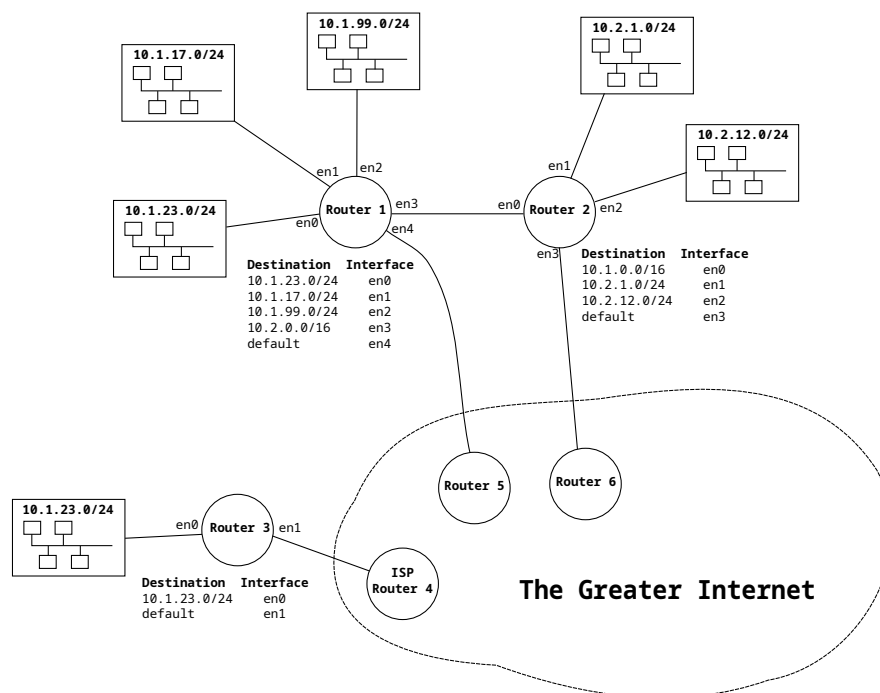 10.1.99.0/24
10.2.1.0/24
10.1.17.0/24
10.2.12.0/24
en1
en2
en1
10.1.23.0/24
en0
Router 1
en3
en4
en0
Router 2
en2
en3
Destination Interface
10.1.23.0/24 en0
10.1.17.0/24 en1
10.1.99.0/24 en2
10.2.0.0/16 en3
default en4
Destination Interface
10.1.0.0/16 en0
10.2.1.0/24 en1
10.2.12.0/24 en2
default en3
Router 5
Router 6
10.1.23.0/24
en0
Router 3
en1
Destination Interface
10.1.23.0/24 en0
default en1
ISP
Router 4
The Greater Internet